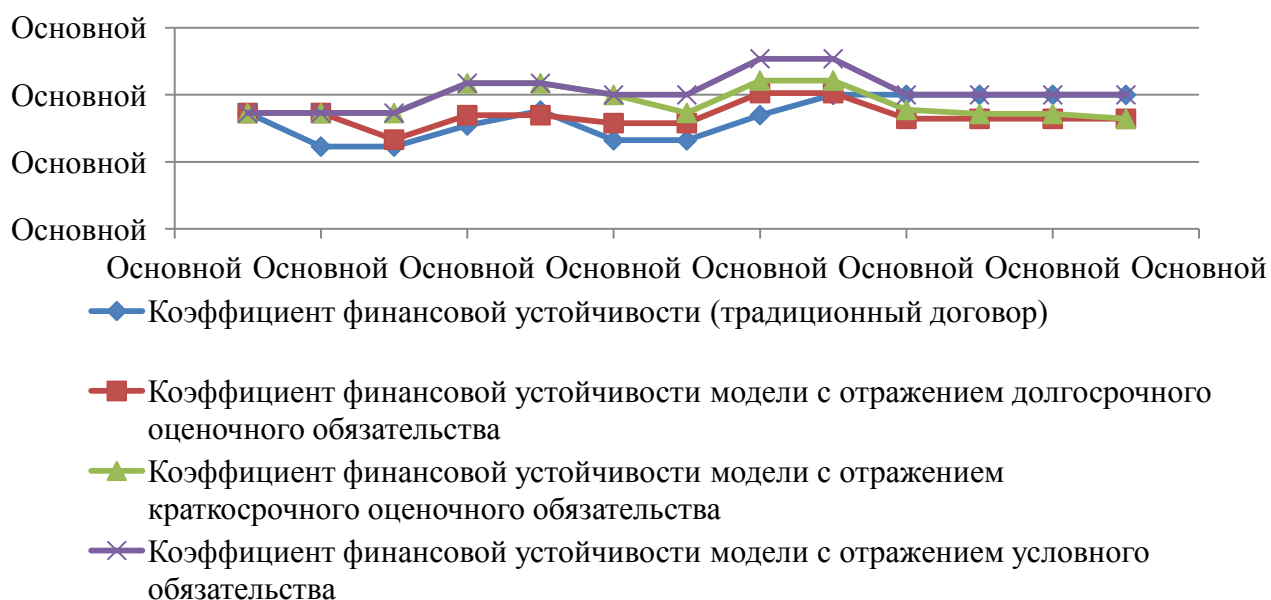 Основной
Основной
Основной
Основной
Основной Основной Основной Основной Основной Основной Основной Основной
Коэффициент финансовой устойчивости (традиционный договор)
Коэффициент финансовой устойчивости модели с отражением долгосрочного
оценочного обязательства
Коэффициент финансовой устойчивости модели с отражением
краткосрочного оценочного обязательства
Коэффициент финансовой устойчивости модели с отражением условного
обязательства